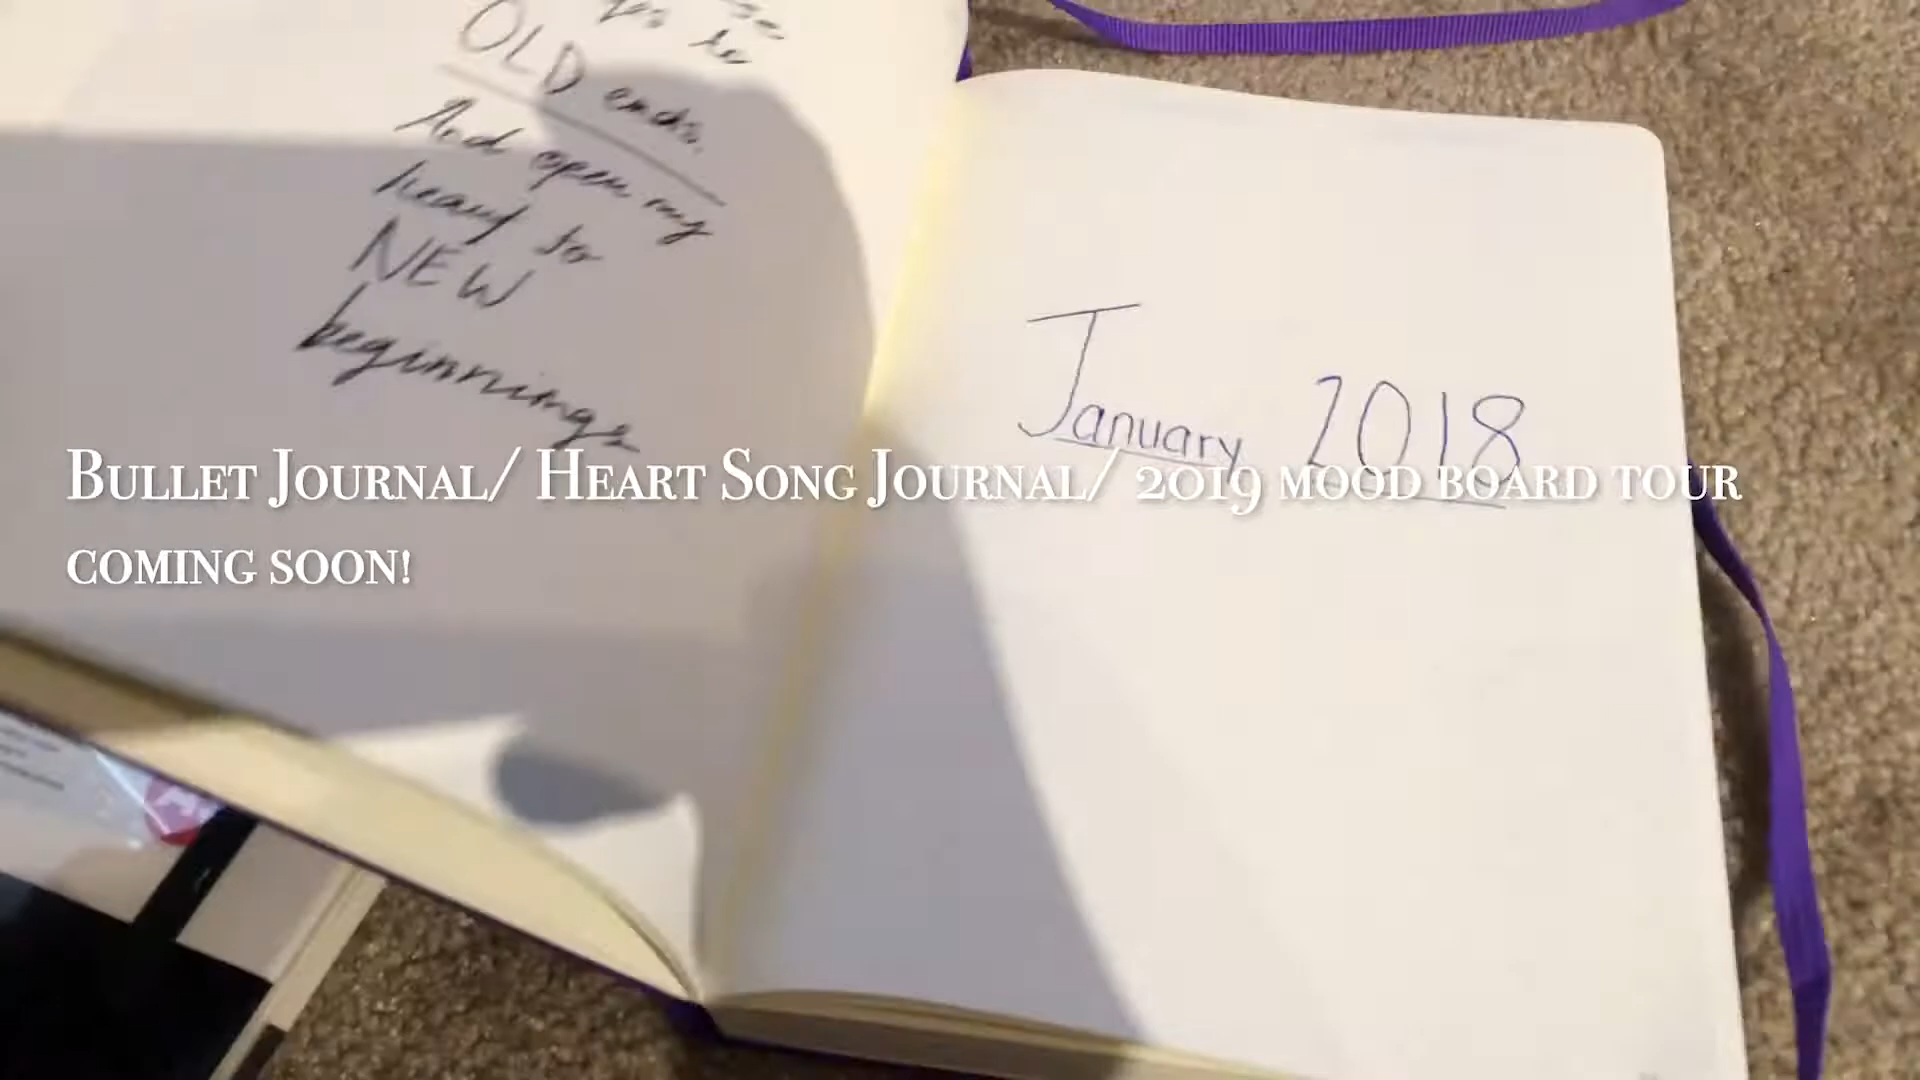 OLD ends.
And open my
heart to
NEW
beginnings
January 2018
Bullet Journal/ Heart Song Journal/ 2019 mood board tour
coming soon!